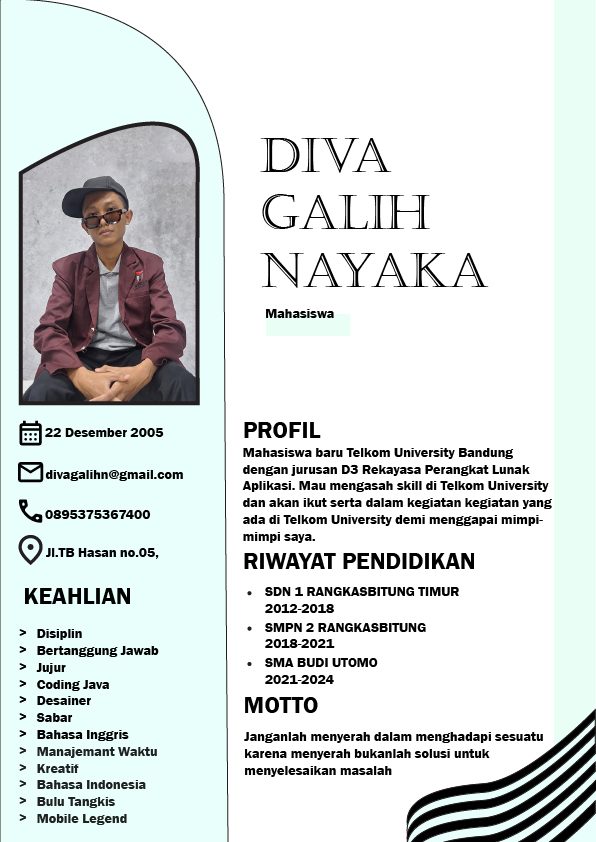 DIVA
GALIH
NAYAKA
Mahasiswa
22 Desember 2005
divagalihn@gmail.com
0895375367400
Jl.TB Hasan no.05,
KEAHLIAN
> Disiplin
> Bertanggung Jawab
> Jujur
> Coding Java
> Desainer
> Sabar
> Bahasa Inggris
> Manajemant Waktu
> Kreatif
> Bahasa Indonesia
> Bulu Tangkis
> Mobile Legend
PROFIL
Mahasiswa baru Telkom University Bandung
dengan jurusan D3 Rekayasa Perangkat Lunak
Aplikasi. Mau mengasah skill di Telkom University
dan akan ikut serta dalam kegiatan kegiatan yang
ada di Telkom University demi menggapai mimpi-
mimpi saya.
RIWAYAT PENDIDIKAN
• SDN 1 RANGKASBITUNG TIMUR
2012-2018
• SMPN 2 RANGKASBITUNG
2018-2021
• SMA BUDI UTOMO
2021-2024
MOTTO
Janganlah menyerah dalam menghadapi sesuatu
karena menyerah bukanlah solusi untuk
menyelesaikan masalah